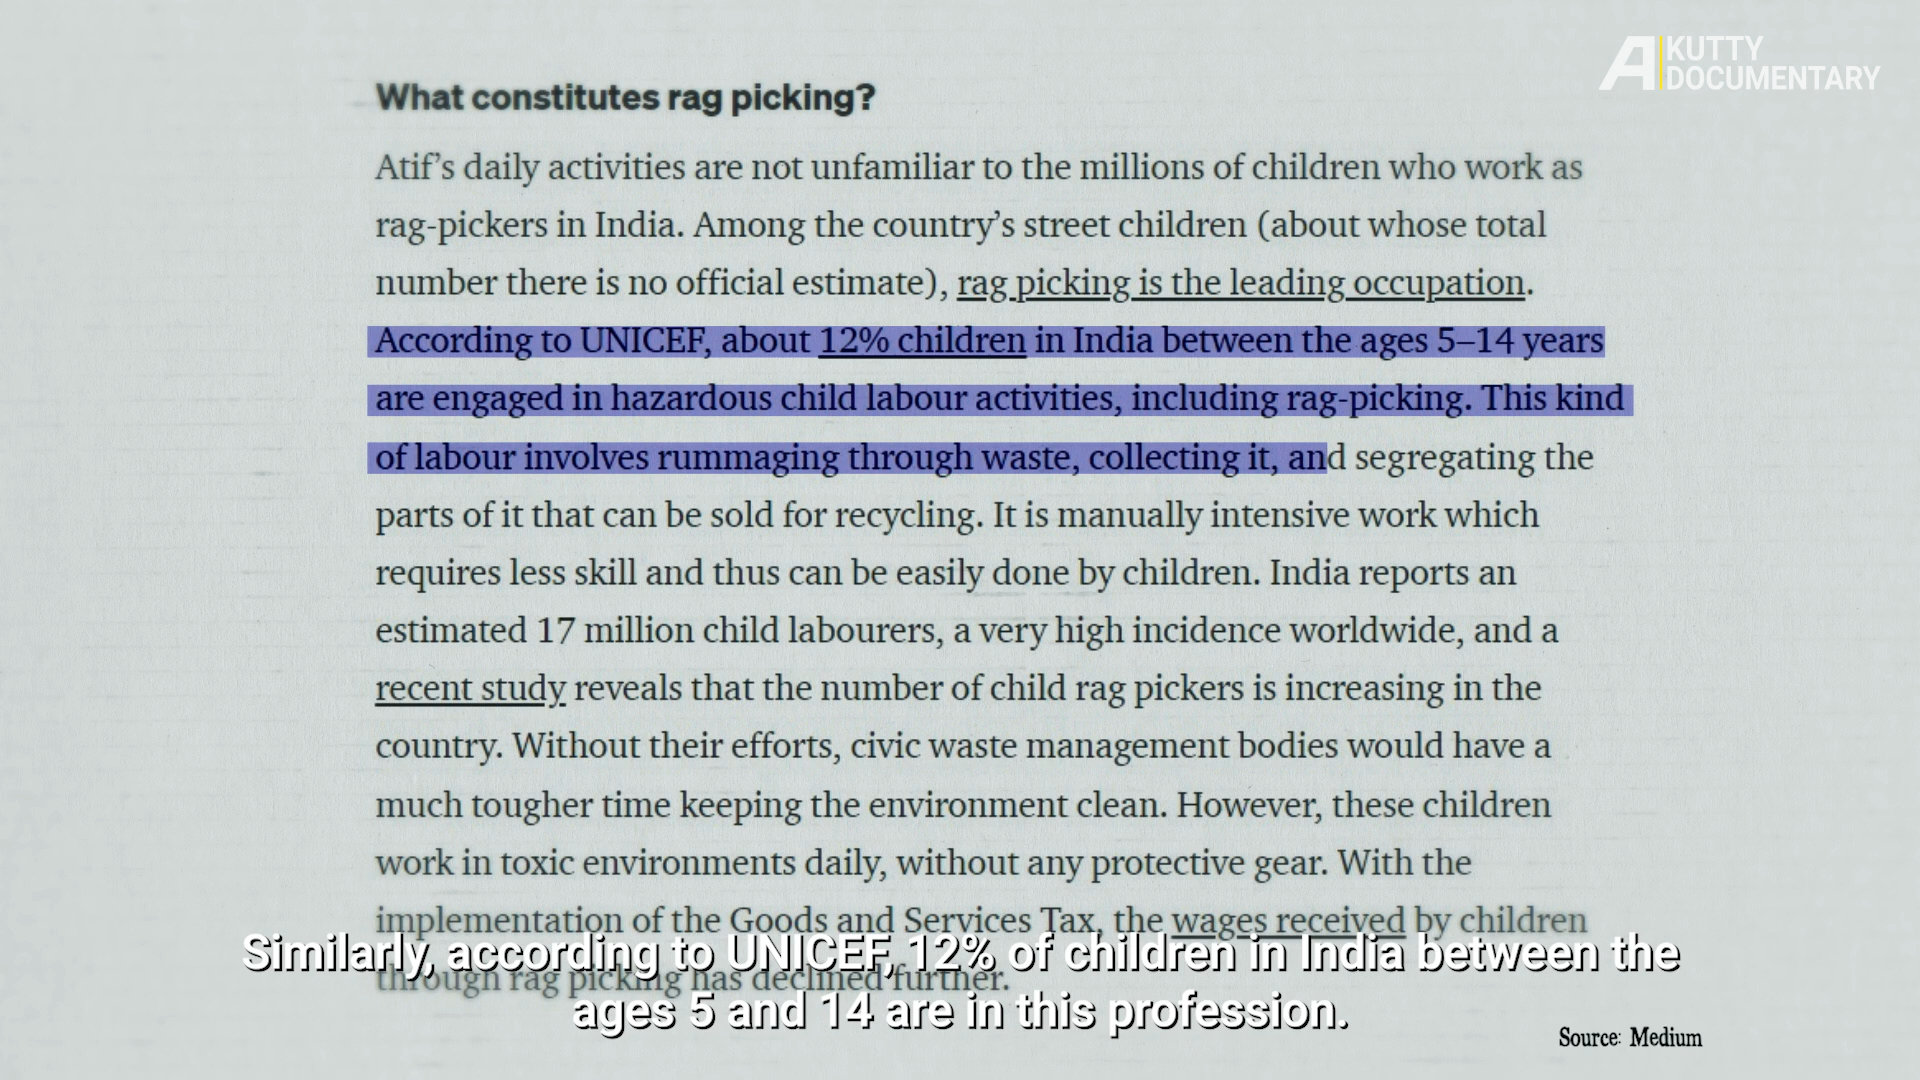 A KUTTY
DOCUMENTARY
What constitutes rag picking?
Atif’s daily activities are not unfamiliar to the millions of children who work as
rag-pickers in India. Among the country’s street children (about whose total
number there is no official estimate), rag picking is the leading occupation.
According to UNICEF, about 12% children in India between the ages 5–14 years
are engaged in hazardous child labour activities, including rag-picking. This kind
of labour involves rummaging through waste, collecting it, and segregating the
parts of it that can be sold for recycling. It is manually intensive work which
requires less skill and thus can be easily done by children. India reports an
estimated 17 million child labourers, a very high incidence worldwide, and a
recent study reveals that the number of child rag pickers is increasing in the
country. Without their efforts, civic waste management bodies would have a
much tougher time keeping the environment clean. However, these children
work in toxic environments daily, without any protective gear. With the
implementation of the Goods and Services Tax, the wages received by children
through rag picking has declined further.
Similarly, according to UNICEF, 12% of children in India between the
ages 5 and 14 are in this profession.
Source: Medium